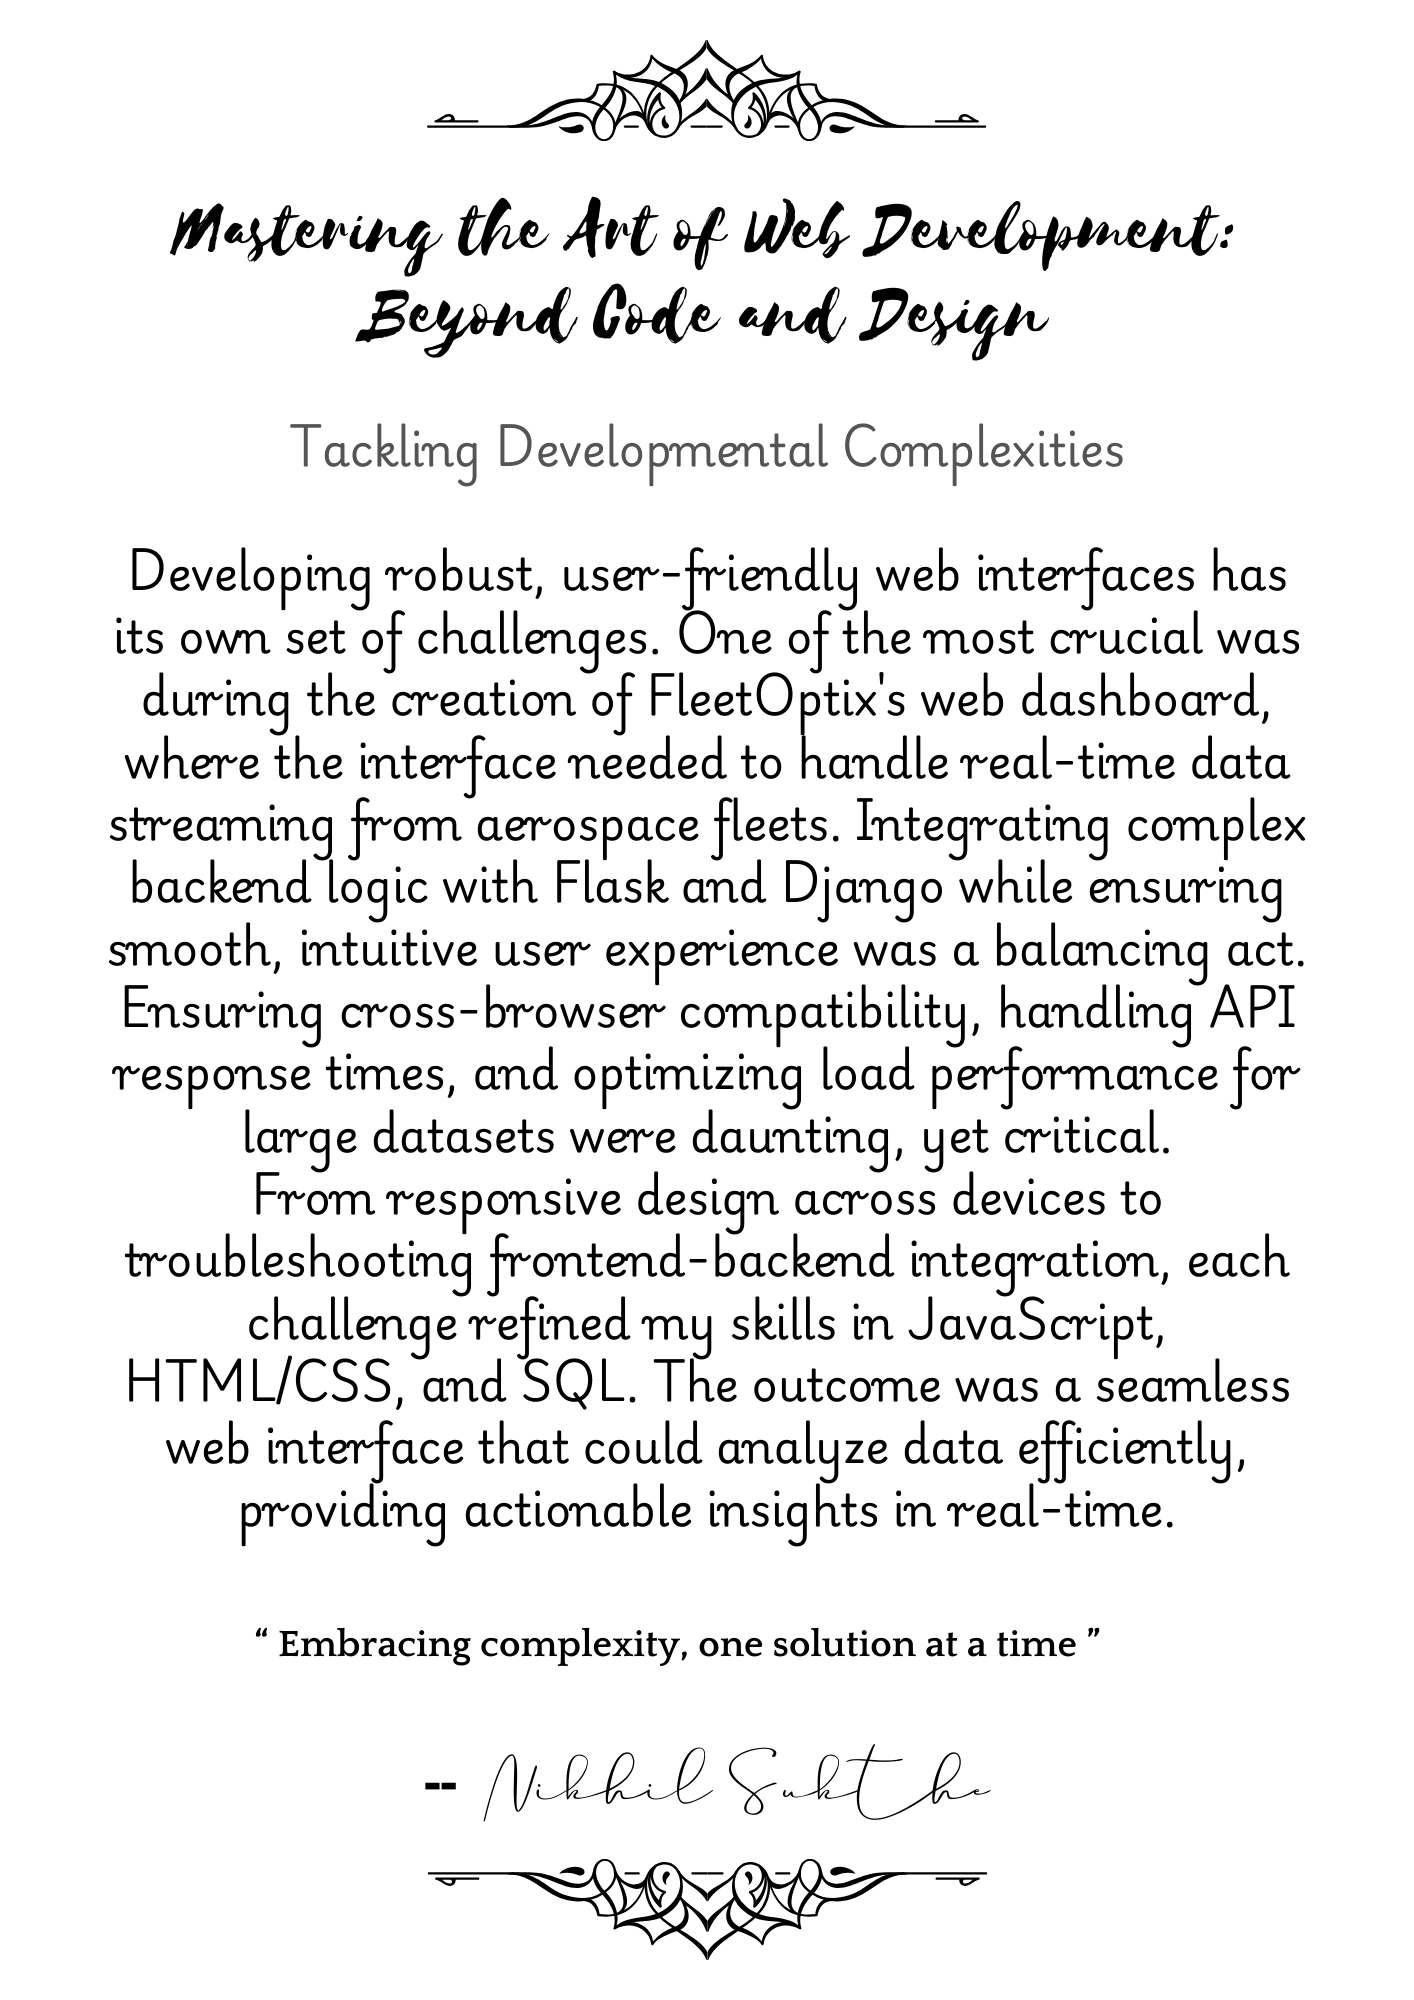 Mastering the Art of Web Development:
Beyond Code and Design
Tackling Developmental Complexities
Developing robust, user-friendly web interfaces has
its own set of challenges. One of the most crucial was
during the creation of FleetOptix's web dashboard,
where the interface needed to handle real-time data
streaming from aerospace fleets. Integrating complex
backend logic with Flask and Django while ensuring
smooth, intuitive user experience was a balancing act.
Ensuring cross-browser compatibility, handling API
response times, and optimizing load performance for
large datasets were daunting, yet critical.
From responsive design across devices to
troubleshooting frontend-backend integration, each
challenge refined my skills in JavaScript,
HTML/CSS, and SQL. The outcome was a seamless
web interface that could analyze data efficiently,
providing actionable insights in real-time.
“ Embracing complexity, one solution at a time ”
-- Nikhil Sukthe